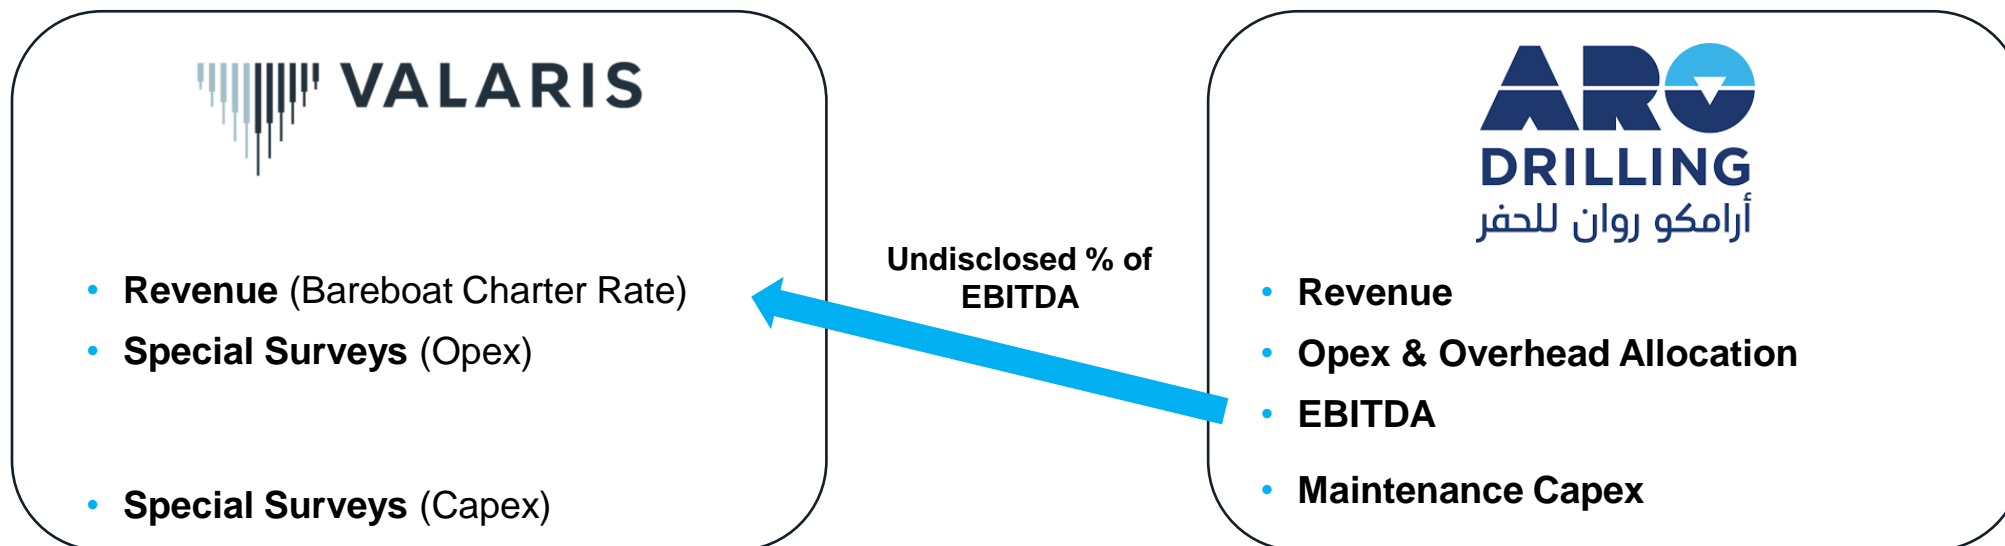 VALARIS
• Revenue (Bareboat Charter Rate)
• Special Surveys (Opex)
• Special Surveys (Capex)
Undisclosed % of
EBITDA
ARO
DRILLING
أرامكو روان للحفر
• Revenue
• Opex & Overhead Allocation
• EBITDA
• Maintenance Capex